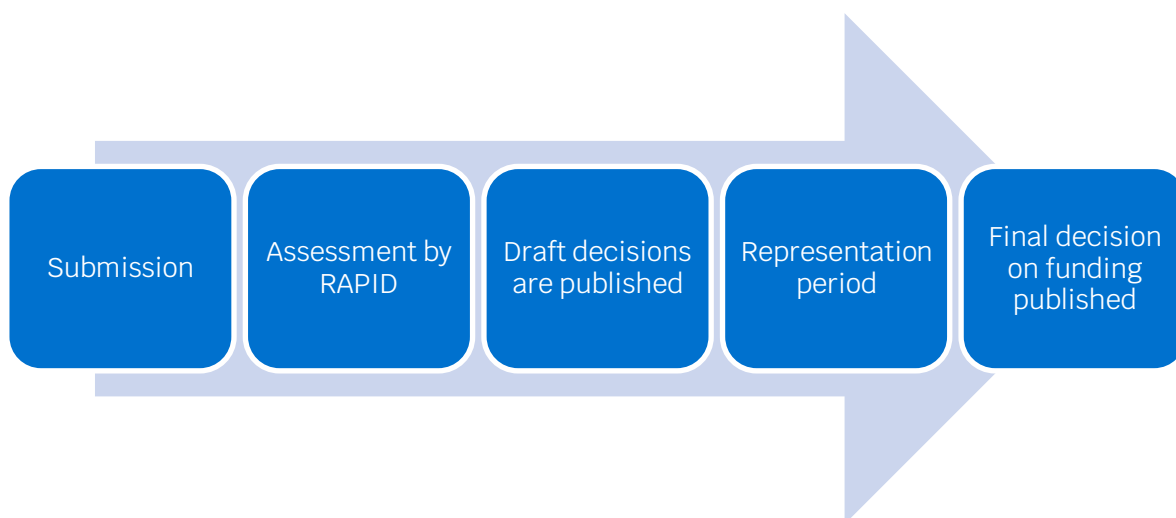 Submission
Assessment by
RAPID
Draft decisions
are published
Representation
period
Final decision
on funding
published